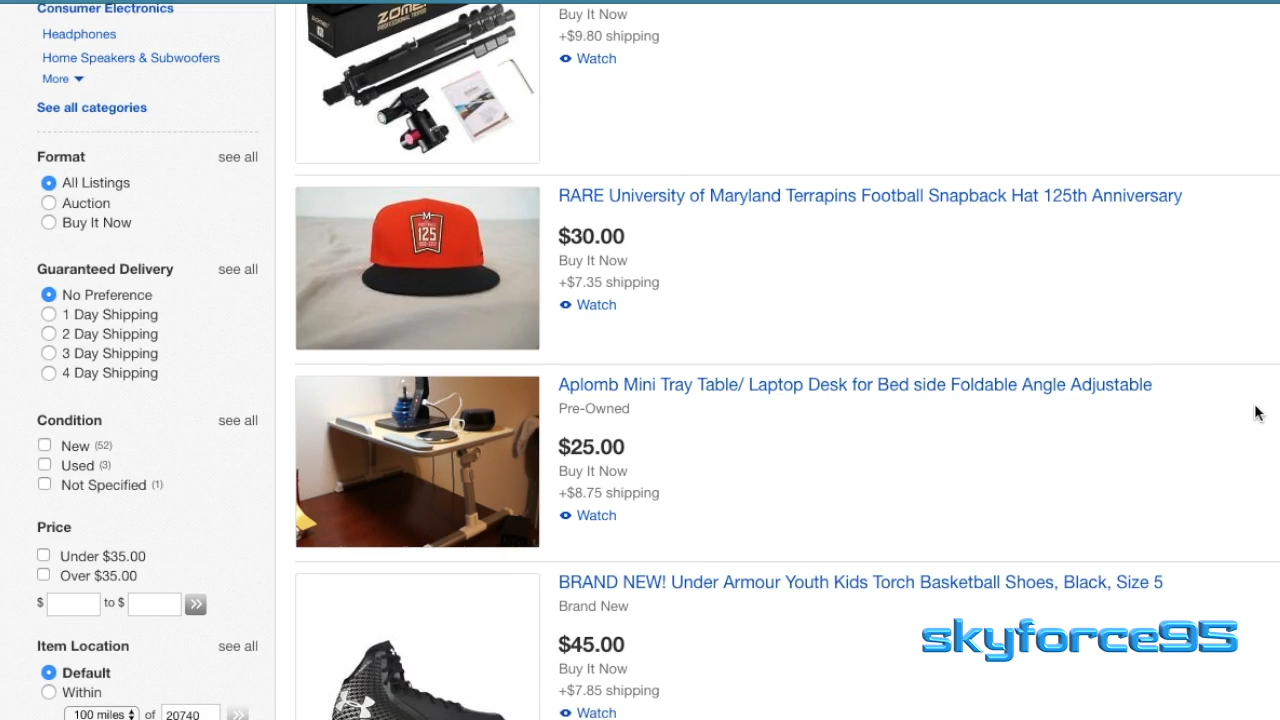 Consumer Electronics
Headphones
Home Speakers & Subwoofers
More
See all categories
Format see all
All Listings
Auction
Buy It Now
Guaranteed Delivery see all
No Preference
1 Day Shipping
2 Day Shipping
3 Day Shipping
4 Day Shipping
Condition see all
New (52)
Used (3)
Not Specified (1)
Price
Under $35.00
Over $35.00
$ to $
Item Location see all
Default
Within
100 miles of 20740
ZOMEI
PROFESSIONAL TRIPOD
Buy It Now
+$9.80 shipping
Watch
M
125
RARE University of Maryland Terrapins Football Snapback Hat 125th Anniversary
$30.00
Buy It Now
+$7.35 shipping
Watch
Aplomb Mini Tray Table/ Laptop Desk for Bed side Foldable Angle Adjustable
Pre-Owned
$25.00
Buy It Now
+$8.75 shipping
Watch
BRAND NEW! Under Armour Youth Kids Torch Basketball Shoes, Black, Size 5
Brand New
$45.00
Buy It Now
+$7.85 shipping
Watch
skyforce95